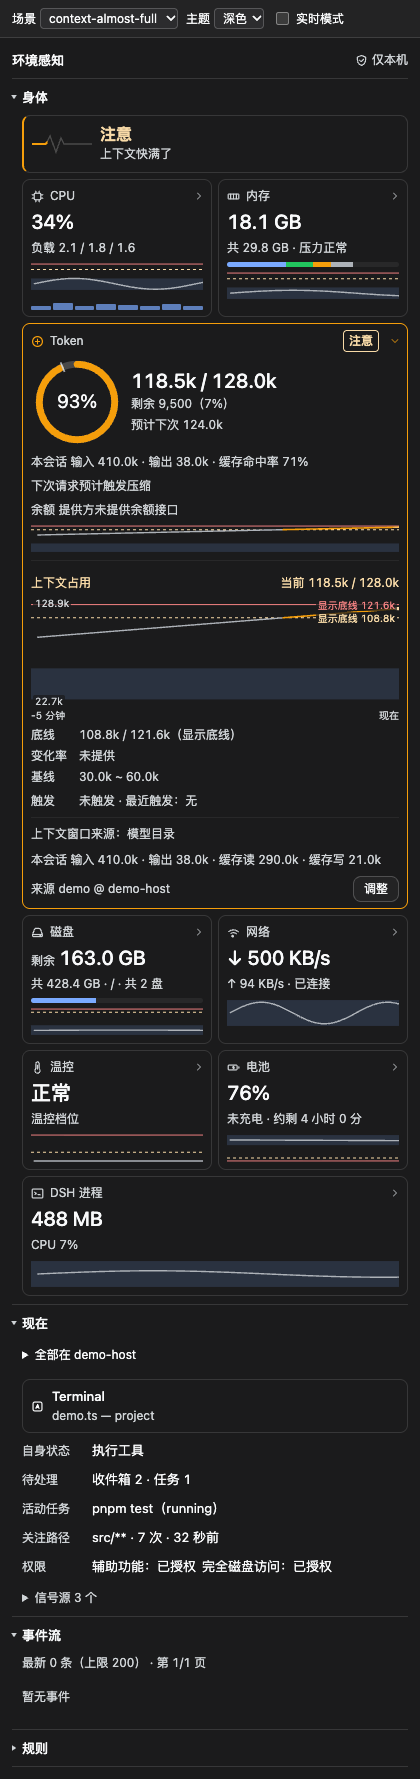 场景 context-almost-full 主题 深色 实时模式
环境感知 仅本机
身体
注意
上下文快满了
CPU
34%
负载 2.1 / 1.8 / 1.6
内存
18.1 GB
共 29.8 GB · 压力正常
Token 注意
93%
118.5k / 128.0k
剩余 9,500（7%）
预计下次 124.0k
本会话 输入 410.0k · 输出 38.0k · 缓存命中率 71%
下次请求预计触发压缩
余额 提供方未提供余额接口
上下文占用 当前 118.5k / 128.0k
128.9k
显示底线 121.6k
显示底线 108.8k
22.7k
-5 分钟 现在
底线 108.8k / 121.6k（显示底线）
变化率 未提供
基线 30.0k ~ 60.0k
触发 未触发 · 最近触发：无
上下文窗口来源：模型目录
本会话 输入 410.0k · 输出 38.0k · 缓存读 290.0k · 缓存写 21.0k
来源 demo @ demo-host 调整
磁盘
剩余 163.0 GB
共 428.4 GB · / · 共 2 盘
网络
↓ 500 KB/s
↑ 94 KB/s · 已连接
温控
正常
温控档位
电池
76%
未充电 · 约剩 4 小时 0 分
DSH 进程
488 MB
CPU 7%
现在
全部在 demo-host
Terminal
demo.ts — project
自身状态 执行工具
待处理 收件箱 2 · 任务 1
活动任务 pnpm test（running）
关注路径 src/** · 7 次 · 32 秒前
权限 辅助功能：已授权 完全磁盘访问：已授权
信号源 3 个
事件流
最新 0 条（上限 200） · 第 1/1 页
暂无事件
规则